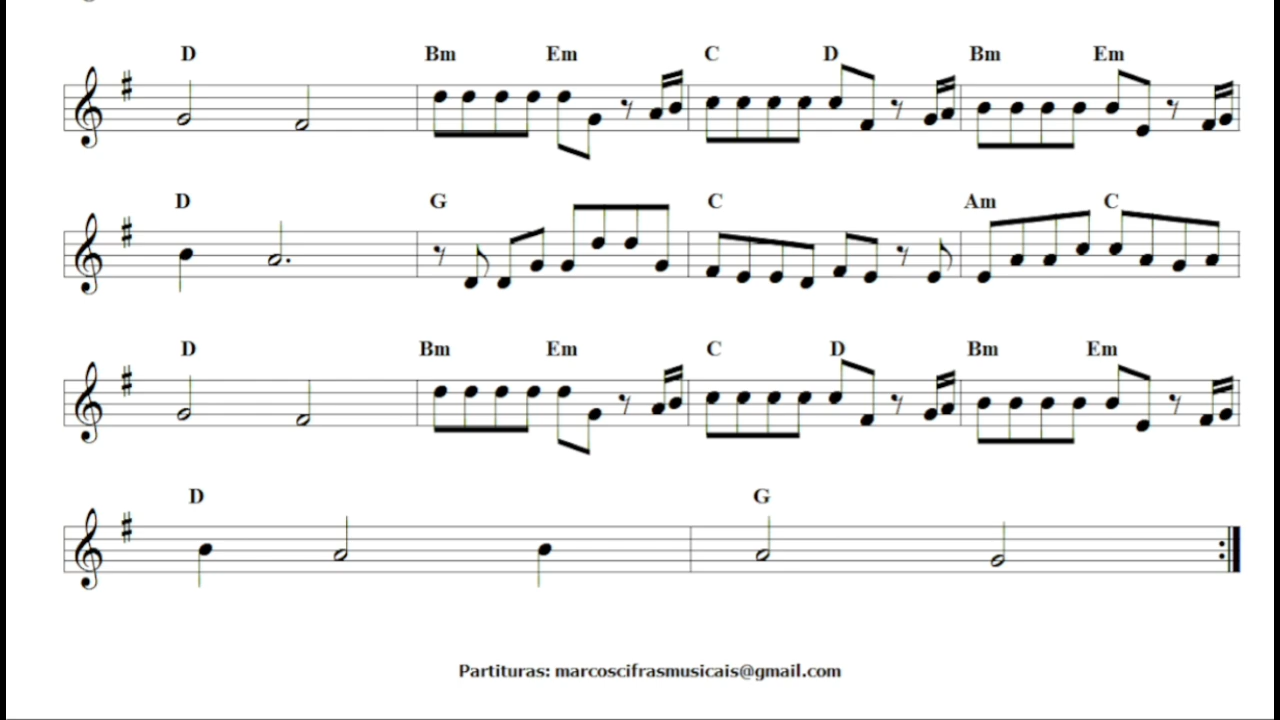 D Bm Em C D Bm Em
D G C Am C
D Bm Em C D Bm Em
D G
Partituras: marcoscifrasmusicais@gmail.com